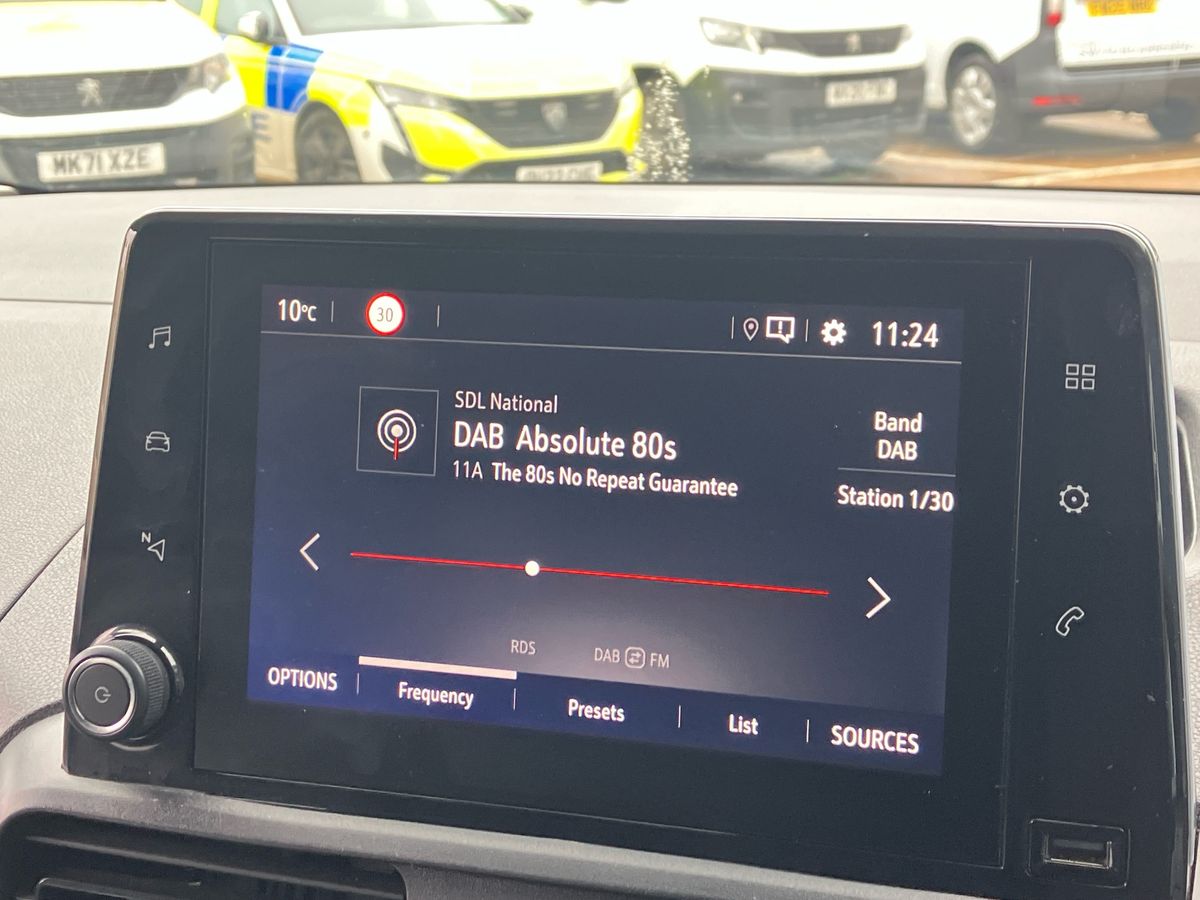 MK71 XZE
10°C
30
11:24
SDL National
DAB Absolute 80s
11A The 80s No Repeat Guarantee
Band
DAB
Station 1/30
N
RDS
DAB FM
OPTIONS
Frequency
Presets
List
SOURCES